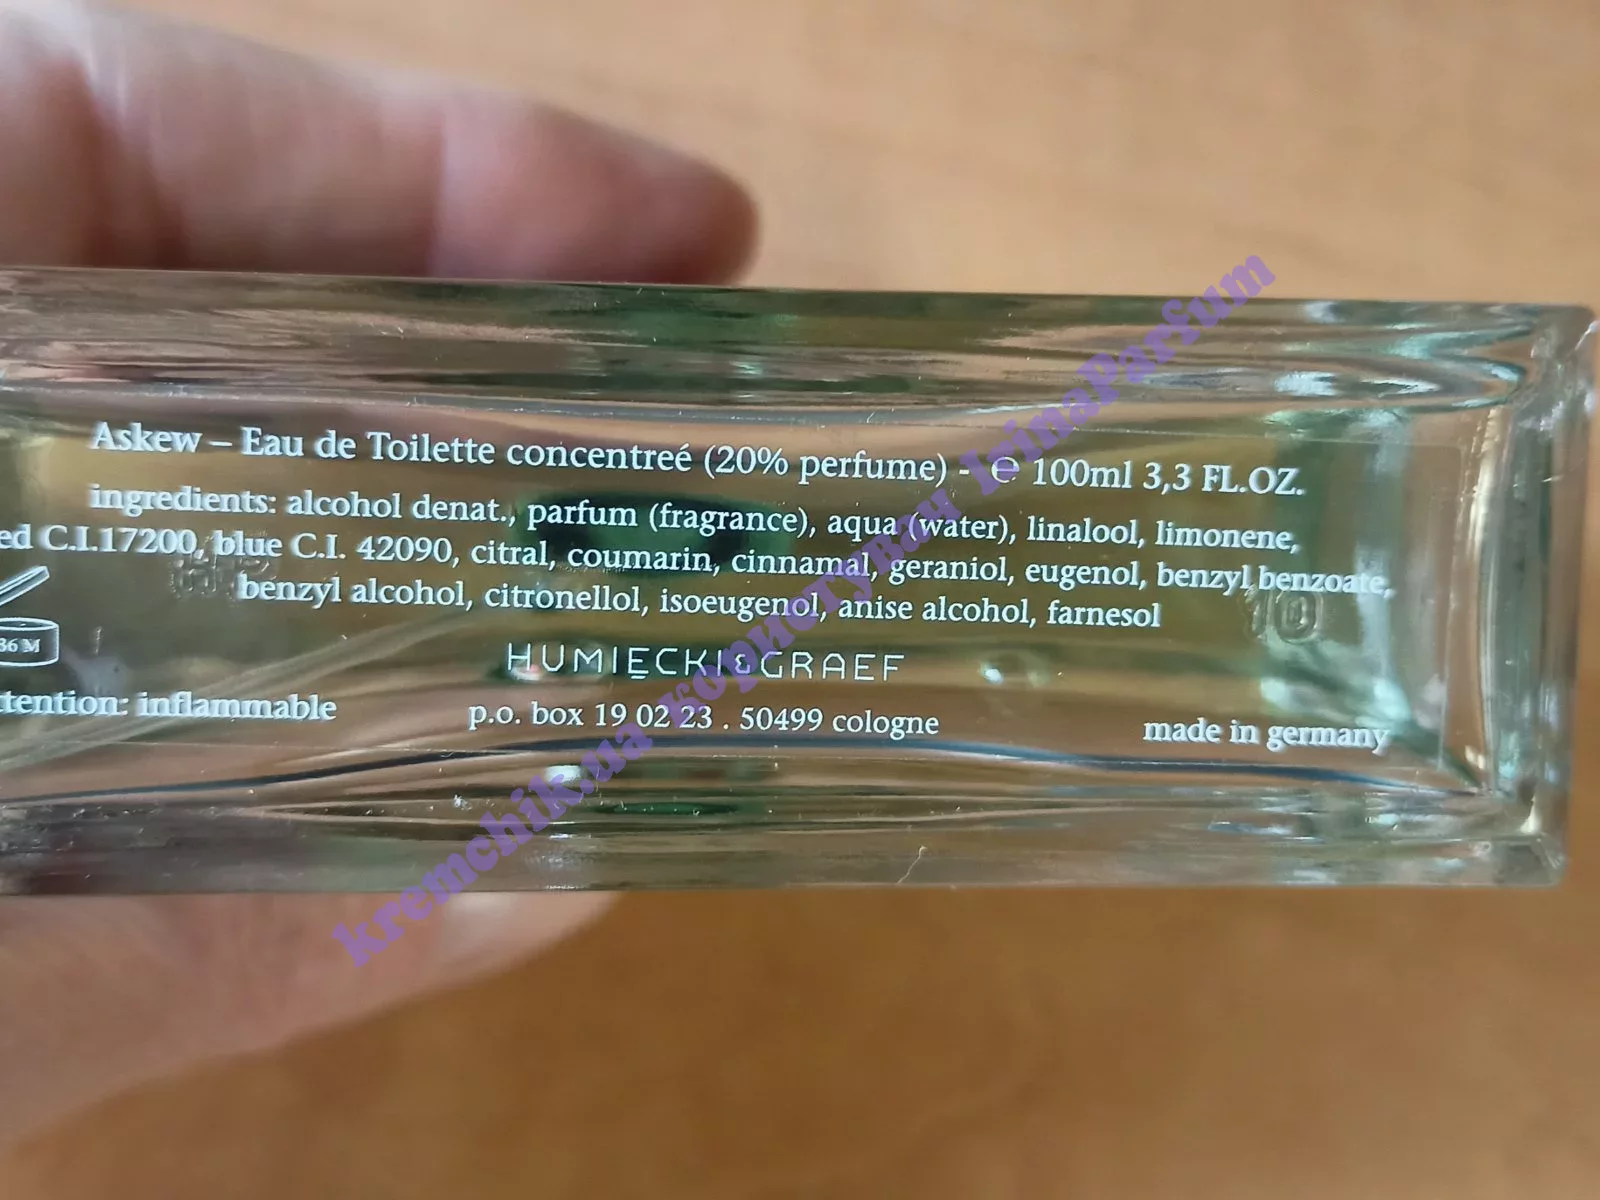 Askew – Eau de Toilette concentreé (20% perfume) - ℮ 100ml 3,3 FL.OZ.
ingredients: alcohol denat., parfum (fragrance), aqua (water), linalool, limonene,
ed C.I.17200, blue C.I. 42090, citral, coumarin, cinnamal, geraniol, eugenol, benzyl benzoate,
benzyl alcohol, citronellol, isoeugenol, anise alcohol, farnesol
36 M
HUMIĘCKI&GRAEF
ttention: inflammable
p.o. box 19 02 23 . 50499 cologne
made in germany
10
kremchik.ua користувач IrinaParfum